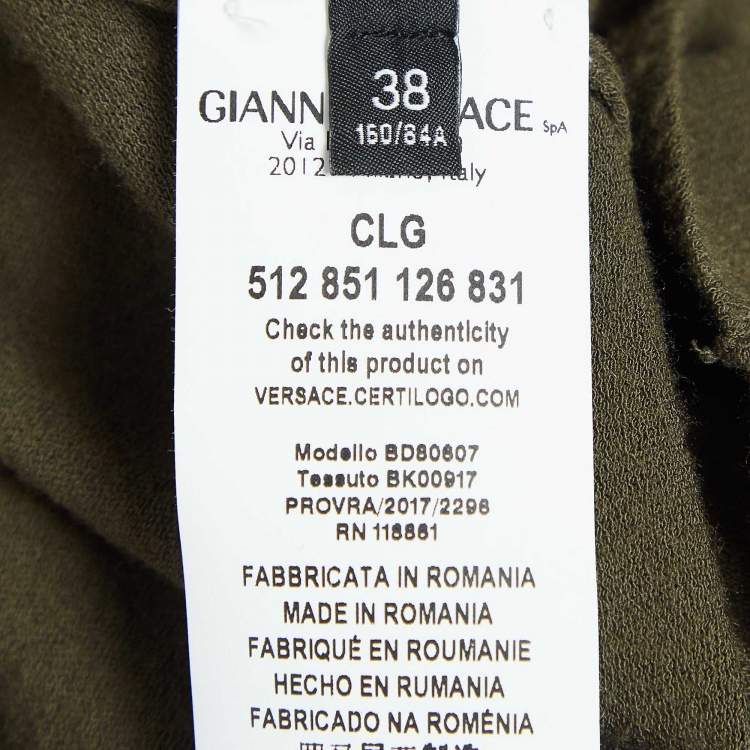 38
160/84A
GIANN ACE SpA
Via
2012 Italy
CLG
512 851 126 831
Check the authenticity
of this product on
VERSACE.CERTILOGO.COM
Modello BD80607
Tessuto BK00917
PROVRA/2017/2296
RN 118861
FABBRICATA IN ROMANIA
MADE IN ROMANIA
FABRIQUÉ EN ROUMANIE
HECHO EN RUMANIA
FABRICADO NA ROMÉNIA